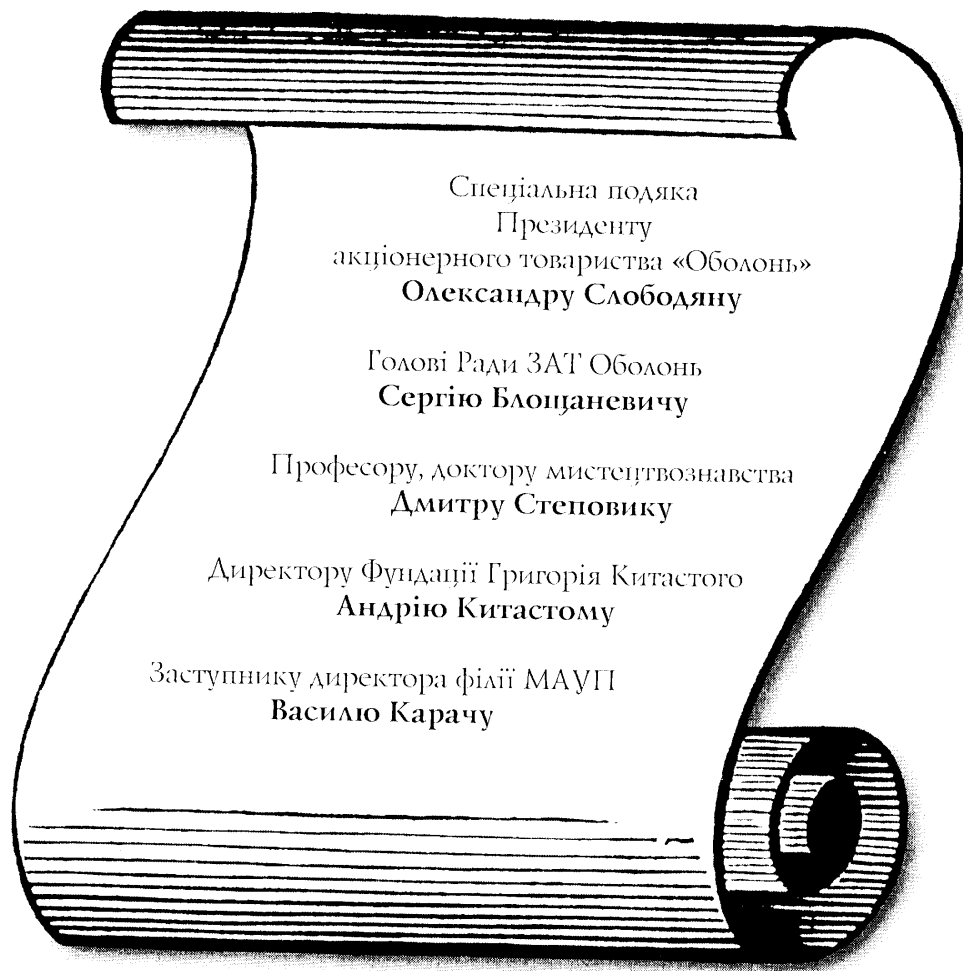 Спеціальна подяка
Президенту
акціонерного товариства «Оболонь»
Олександру Слободяну
Голові Ради ЗАТ Оболонь
Сергію Блощаневичу
Професору, доктору мистецтвознавства
Дмитру Степовику
Директору Фундації Григорія Китастого
Андрію Китастому
Заступнику директора філії МАУП
Василю Карачу